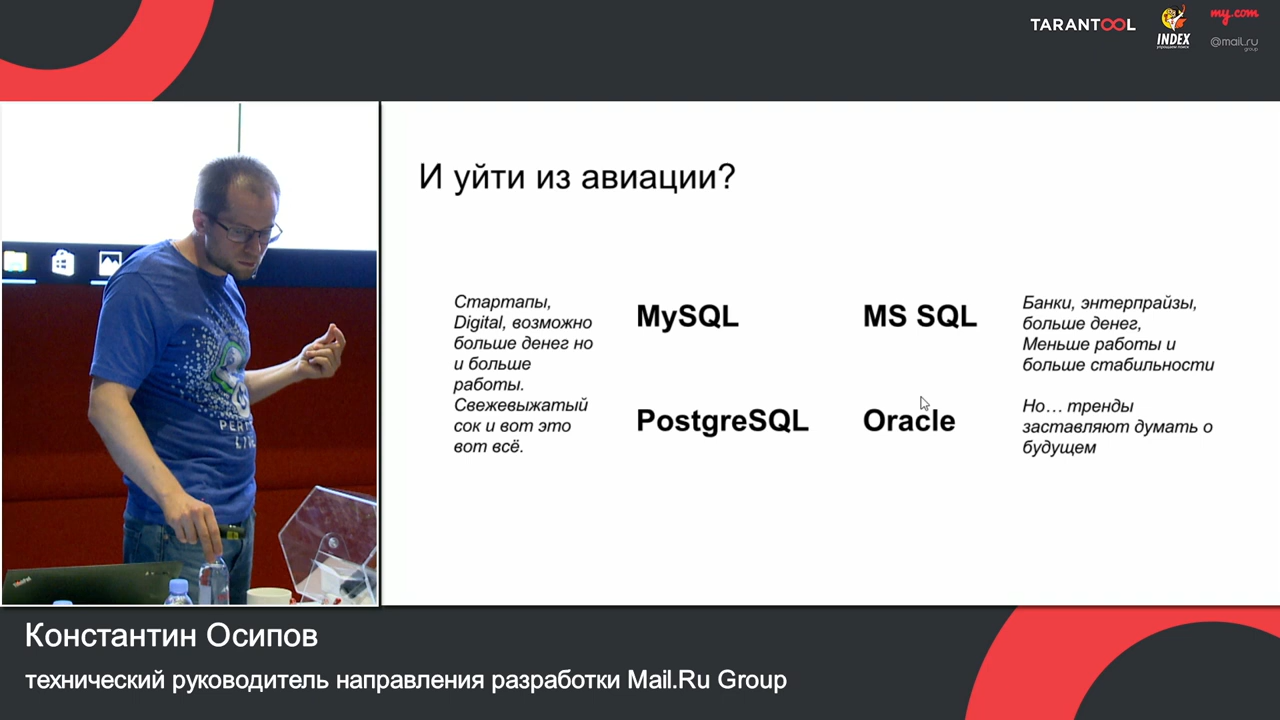 TARANTOOL
INDEX
my.com
@mail.ru
group
И уйти из авиации?
Стартапы,
Digital, возможно
больше денег но
и больше
работы.
Свежевыжатый
сок и вот это
вот всё.
MySQL
MS SQL
PostgreSQL
Oracle
Банки, энтерпрайзы,
больше денег,
Меньше работы и
больше стабильности
Но… тренды
заставляют думать о
будущем
ThinkPad
Константин Осипов
технический руководитель направления разработки Mail.Ru Group